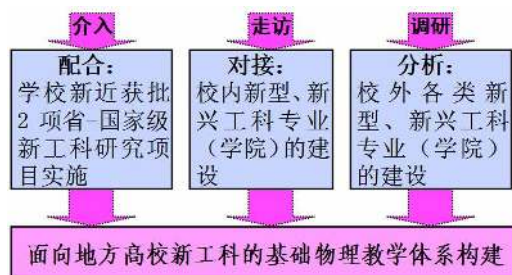 介入
走访
调研
配合：
学校新近获批
2 项省-国家级
新工科研究项
目实施
对接：
校内新型、新
兴工科专业
（学院）的建
设
分析：
校外各类新
型、新兴工科
专业（学院）
的建设
面向地方高校新工科的基础物理教学体系构建